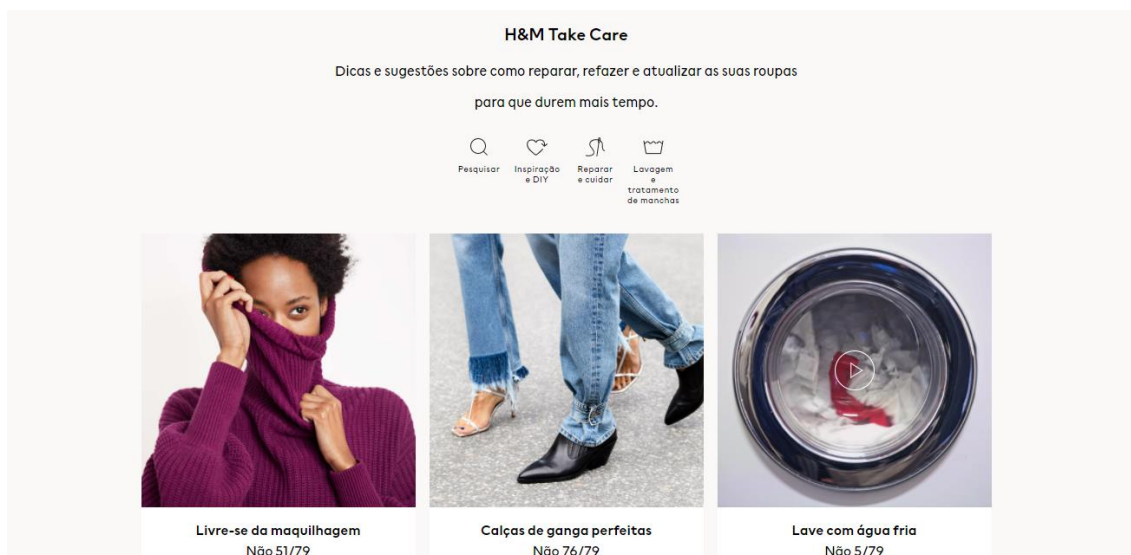 H&M Take Care
Dicas e sugestões sobre como reparar, refazer e atualizar as suas roupas
para que durem mais tempo.
Pesquisar
Inspiração
e DIY
Reparar
e cuidar
Lavagem
e
tratamento
de manchas
Livre-se da maquilhagem
Não 51/79
Calças de ganga perfeitas
Não 76/79
Lave com água fria
Não 5/79